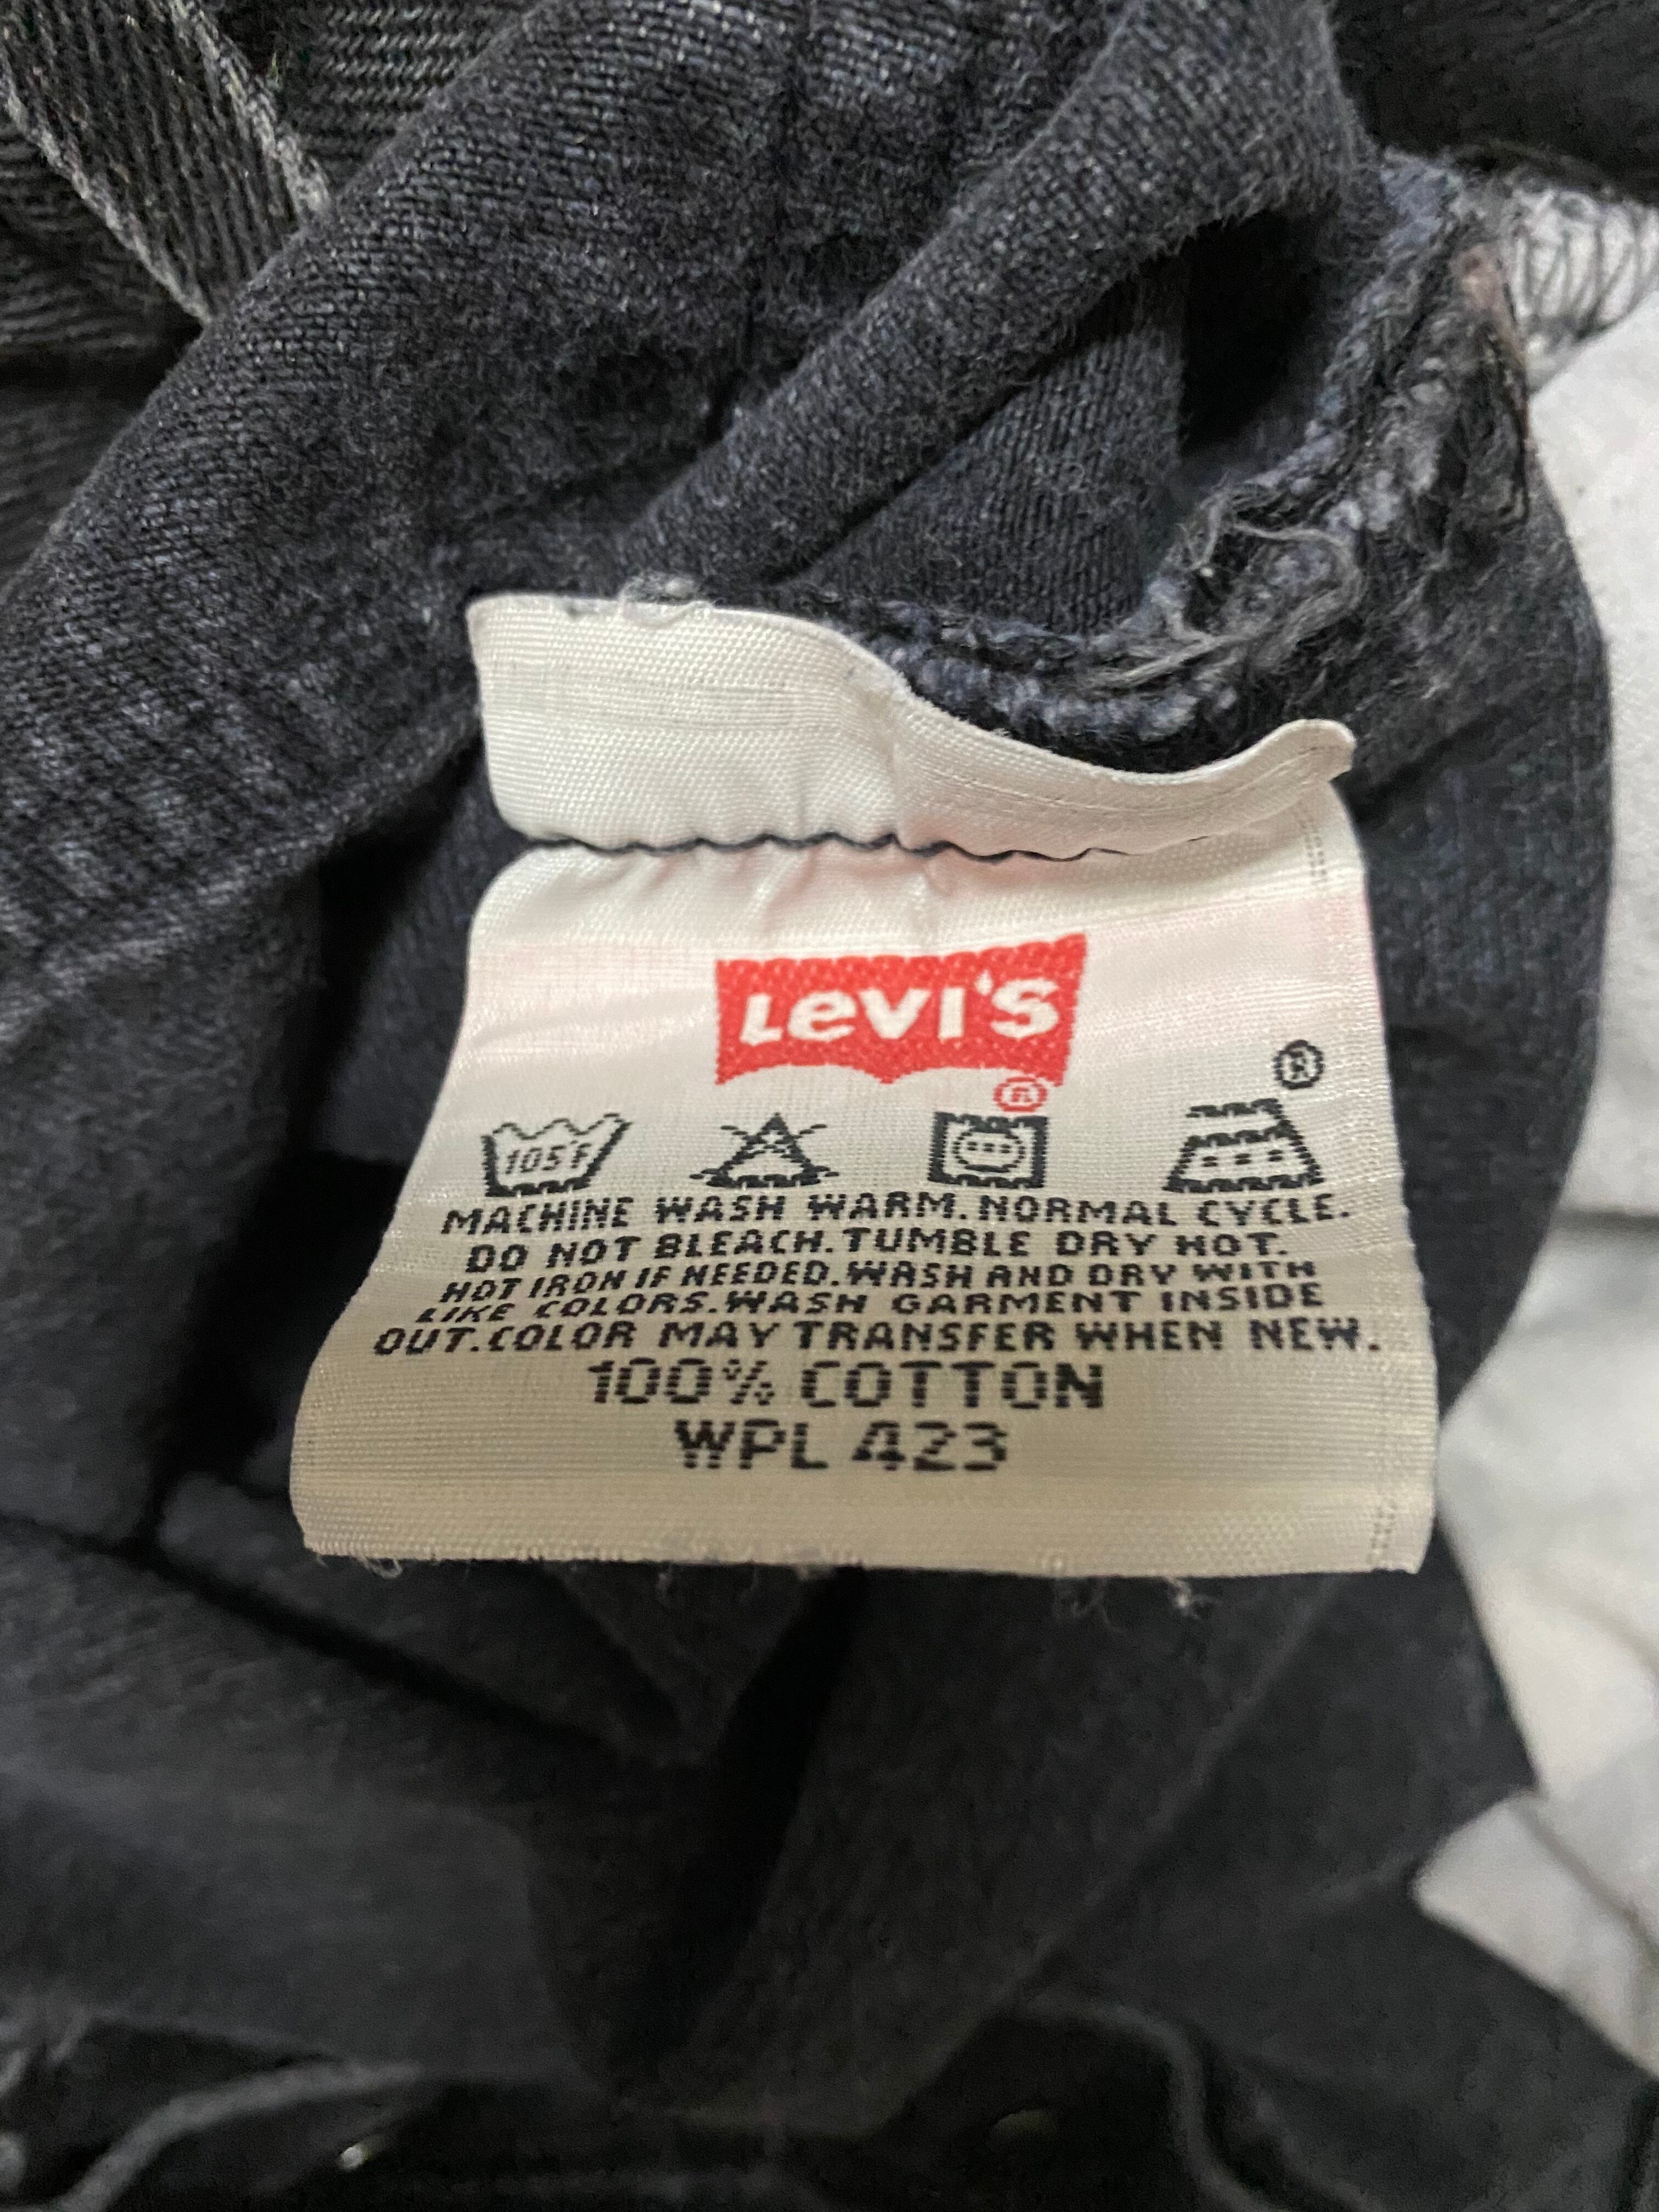 Levi's
®
®
105°F
MACHINE WASH WARM. NORMAL CYCLE.
DO NOT BLEACH. TUMBLE DRY HOT.
HOT IRON IF NEEDED. WASH AND DRY WITH
LIKE COLORS. WASH GARMENT INSIDE
OUT. COLOR MAY TRANSFER WHEN NEW.
100% COTTON
WPL 423